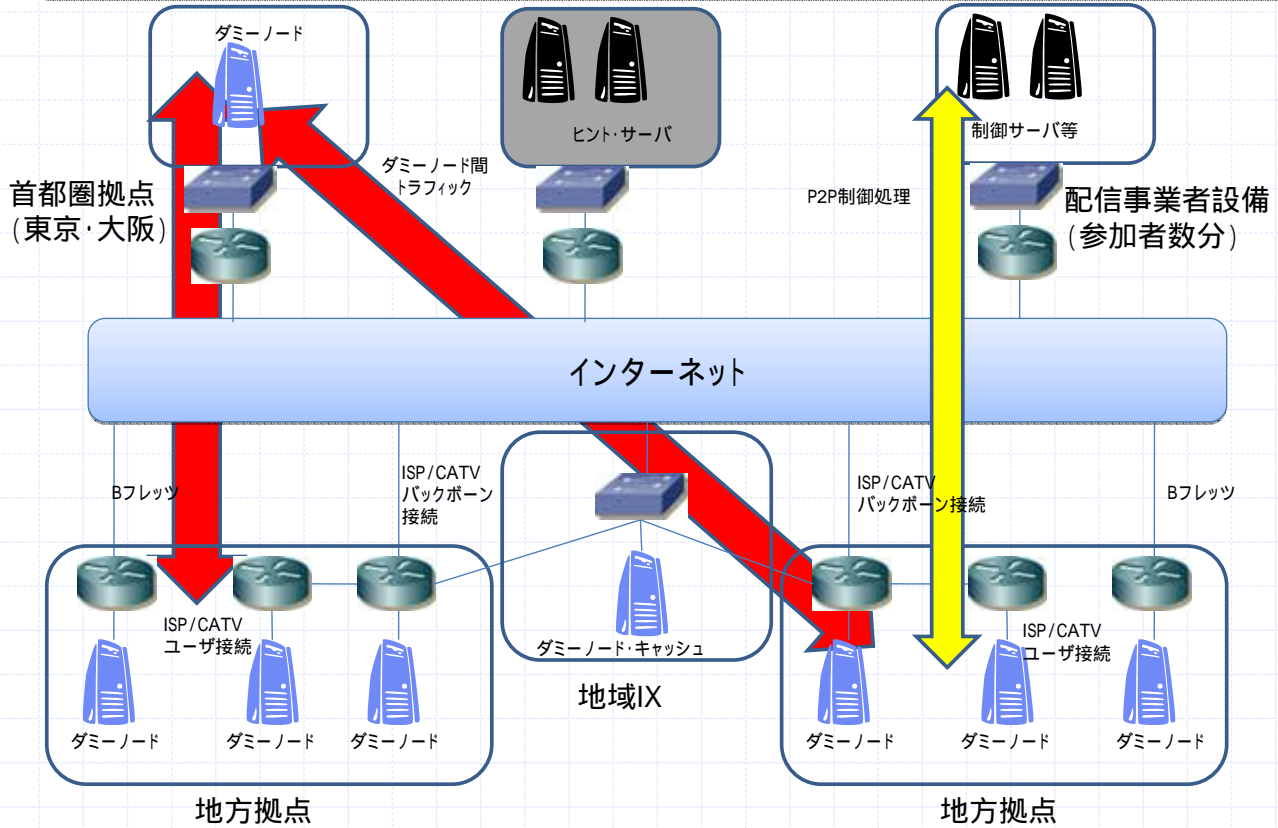 ダミーノード
ヒント・サーバ
制御サーバ等
ダミーノード間
トラフィック
P2P制御処理
首都圏拠点
(東京・大阪)
配信事業者設備
(参加者数分)
インターネット
Bフレッツ
ISP/CATV
バックボーン
接続
ISP/CATV
バックボーン接続
Bフレッツ
ISP/CATV
ユーザ接続
ダミーノード・キャッシュ
ISP/CATV
ユーザ接続
地域IX
ダミーノード
ダミーノード
ダミーノード
ダミーノード
ダミーノード
ダミーノード
地方拠点
地方拠点